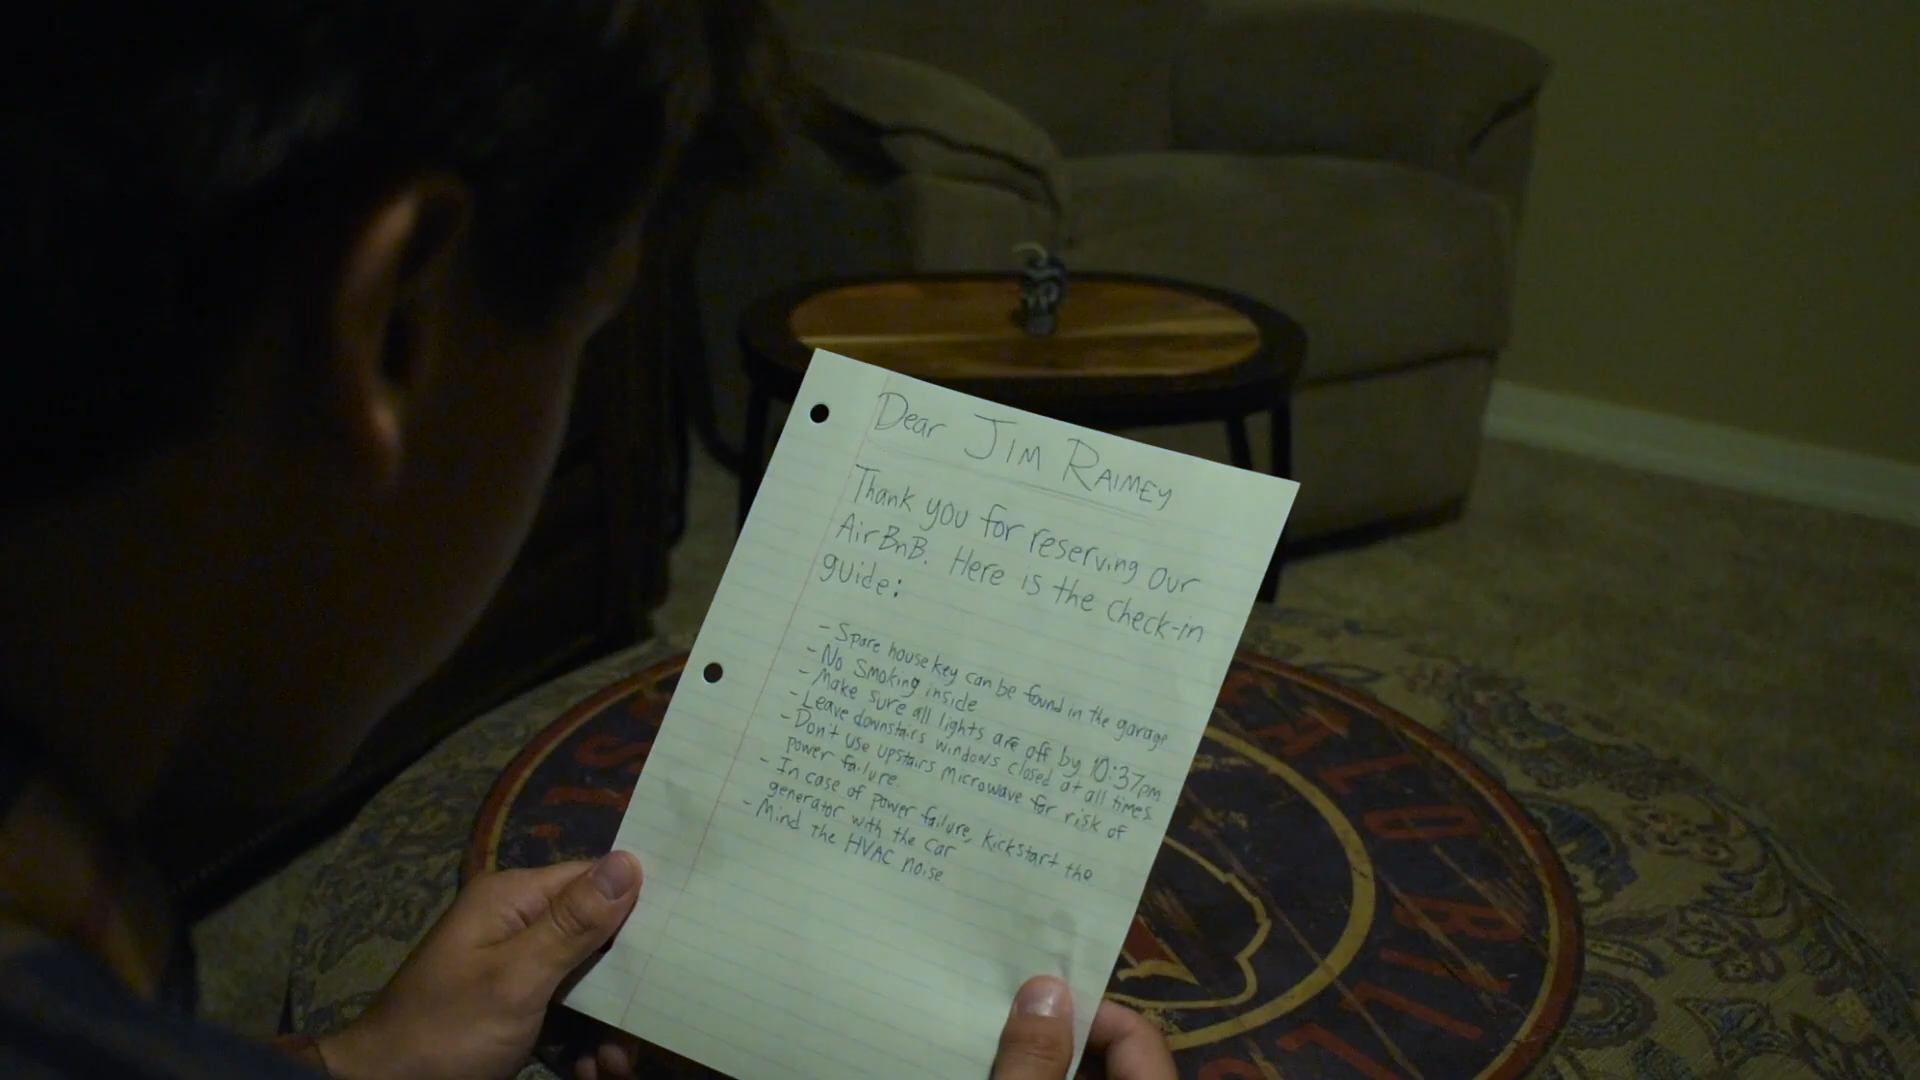 Dear JIM RAIMEY
Thank you for reserving our
AirBnB. Here is the check-in
guide:
- Spare house key can be found in the garage
- No Smoking inside
- Make sure all lights are off by 10:37pm
- Leave downstairs windows closed at all times
- Don't use upstairs microwave for risk of
power failure.
- In case of power failure, kickstart the
generator with the car
- Mind the HVAC noise